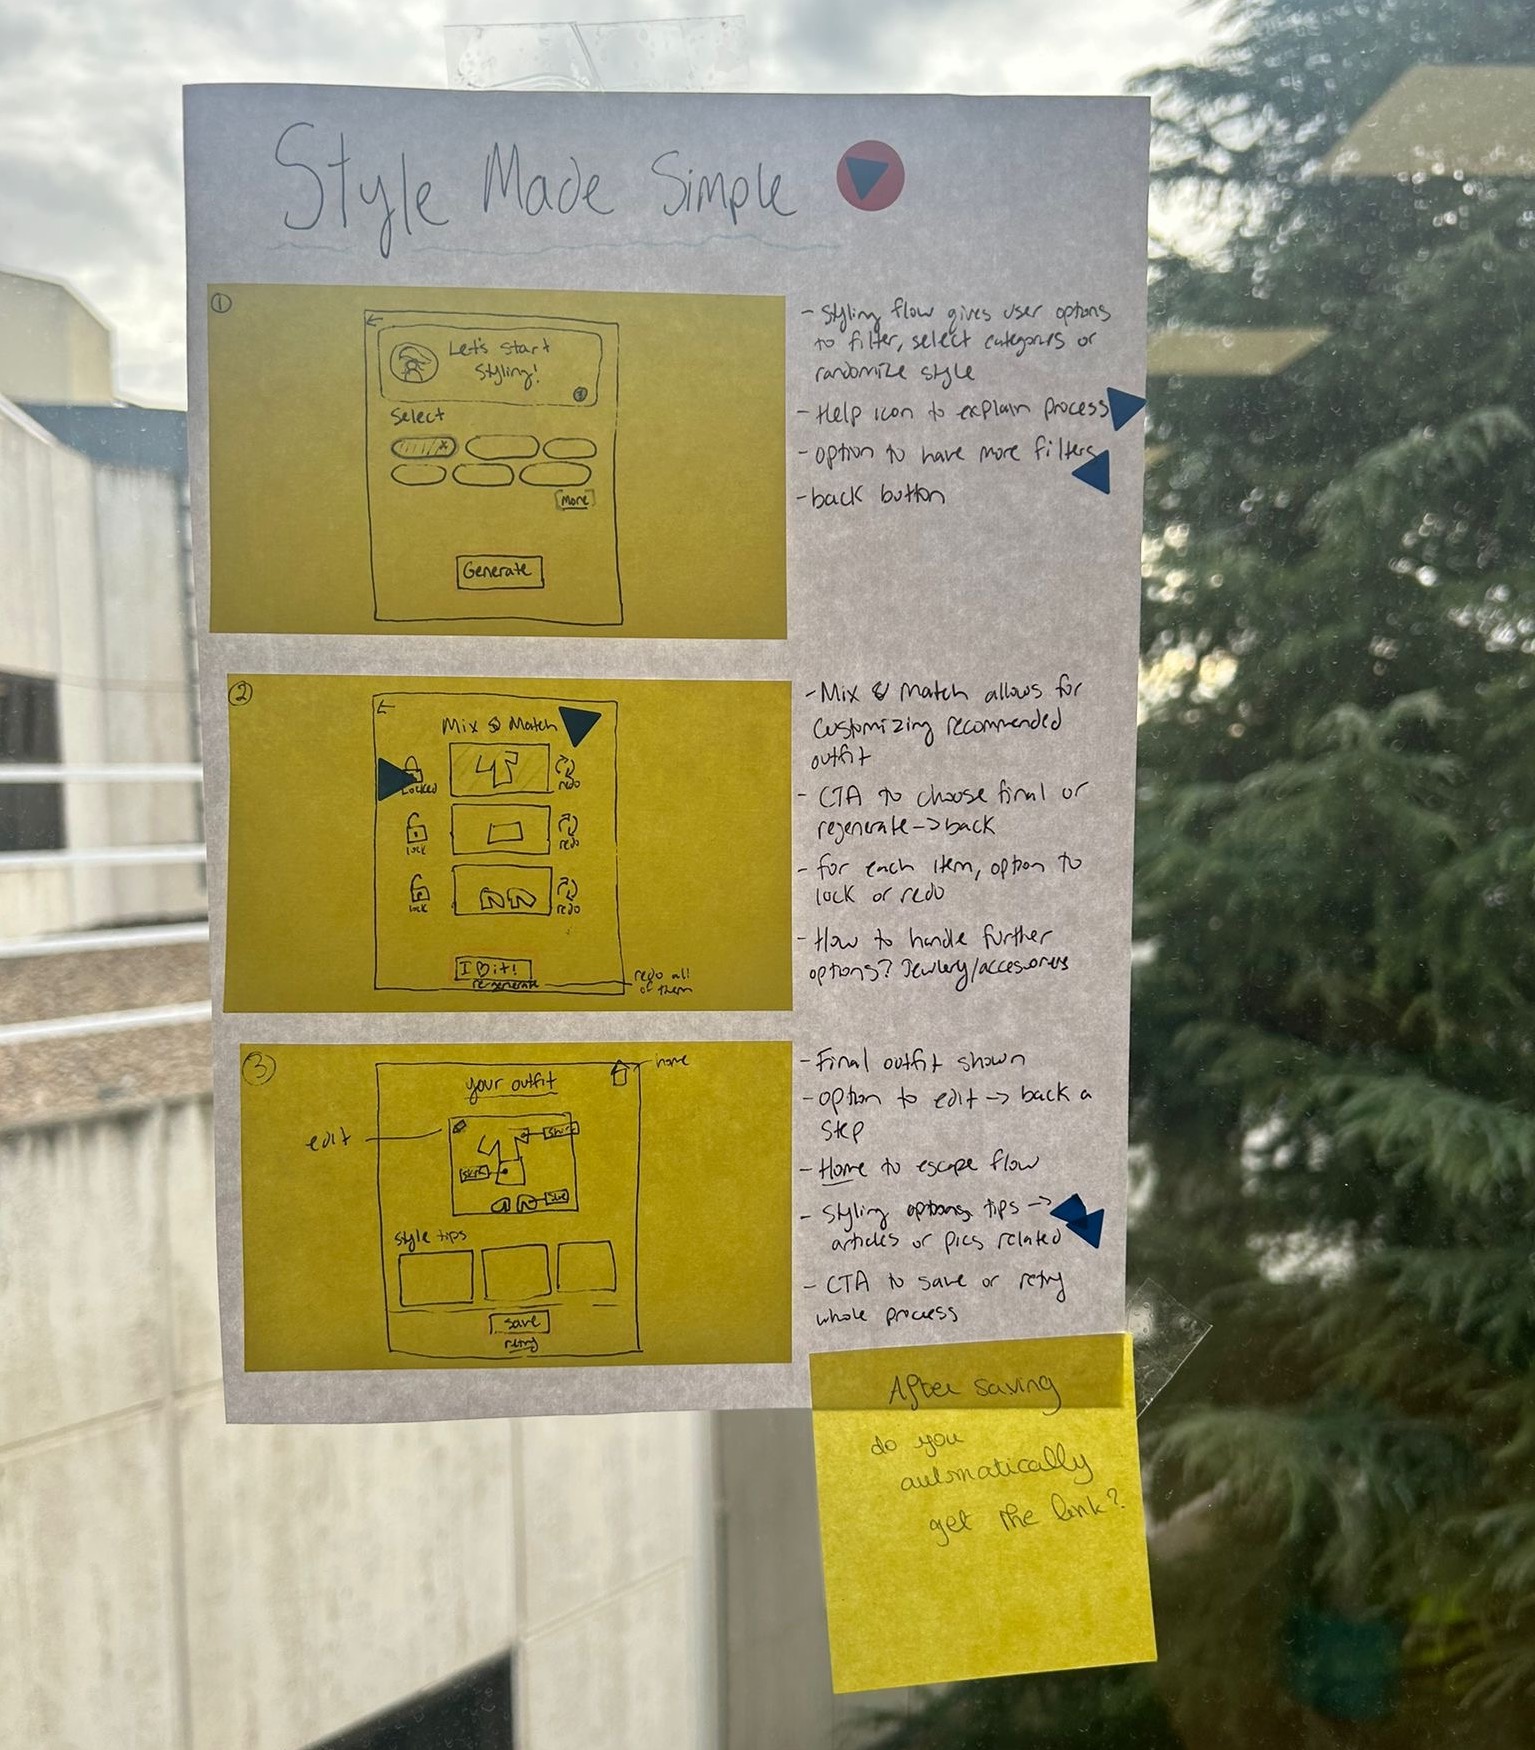 Style Made Simple
①
Let's start
Styling!
Select
More
Generate
- Styling flow gives user options
to filter, select categories or
randomize style
- Help icon to explain process
- option to have more filters
- back button
②
Mix & Match
Locked
redo
lock
redo
lock
redo
I ♡ it!
regenerate
redo all
of them
- Mix & Match allows for
customizing recommended
outfit
- CTA to choose final or
regenerate -> back
- for each item, option to
lock or redo
- How to handle further
options? Jewlery/accesories
③
home
your outfit
edit
skirt
Style tips
save
retry
- Final outfit shown
- option to edit -> back a
step
- Home to escape flow
- Styling options, tips ->
articles or pics related
- CTA to save or retry
whole process
After saving
do you
automatically
get the link?